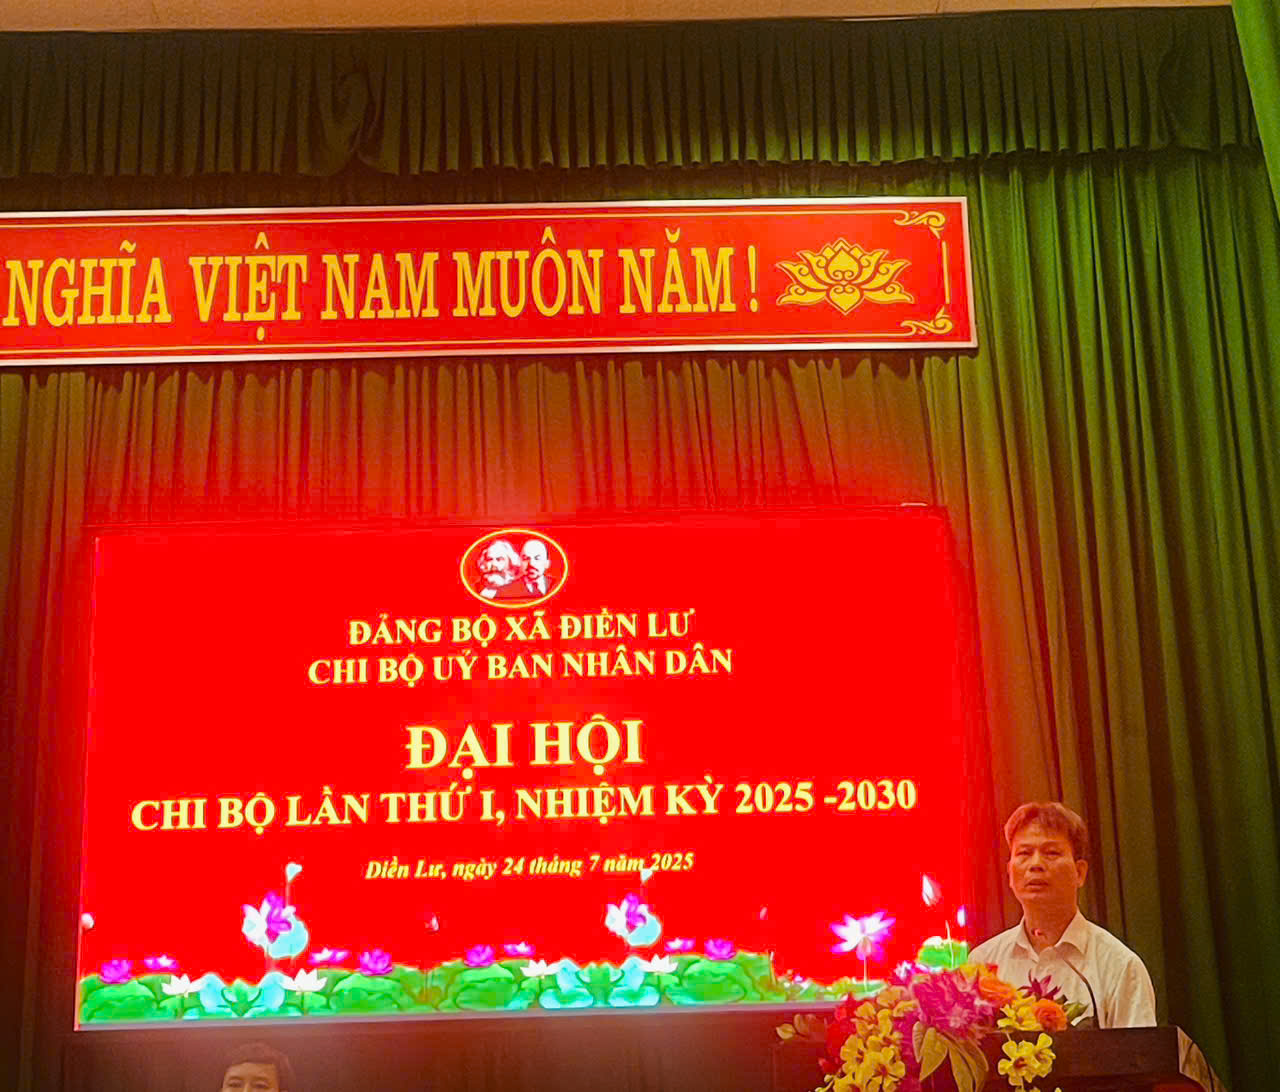 NGHĨA VIỆT NAM MUÔN NĂM !
ĐẢNG BỘ XÃ ĐIỀN LƯ
CHI BỘ UỶ BAN NHÂN DÂN
ĐẠI HỘI
CHI BỘ LẦN THỨ I, NHIỆM KỲ 2025 -2030
Điền Lư, ngày 24 tháng 7 năm 2025